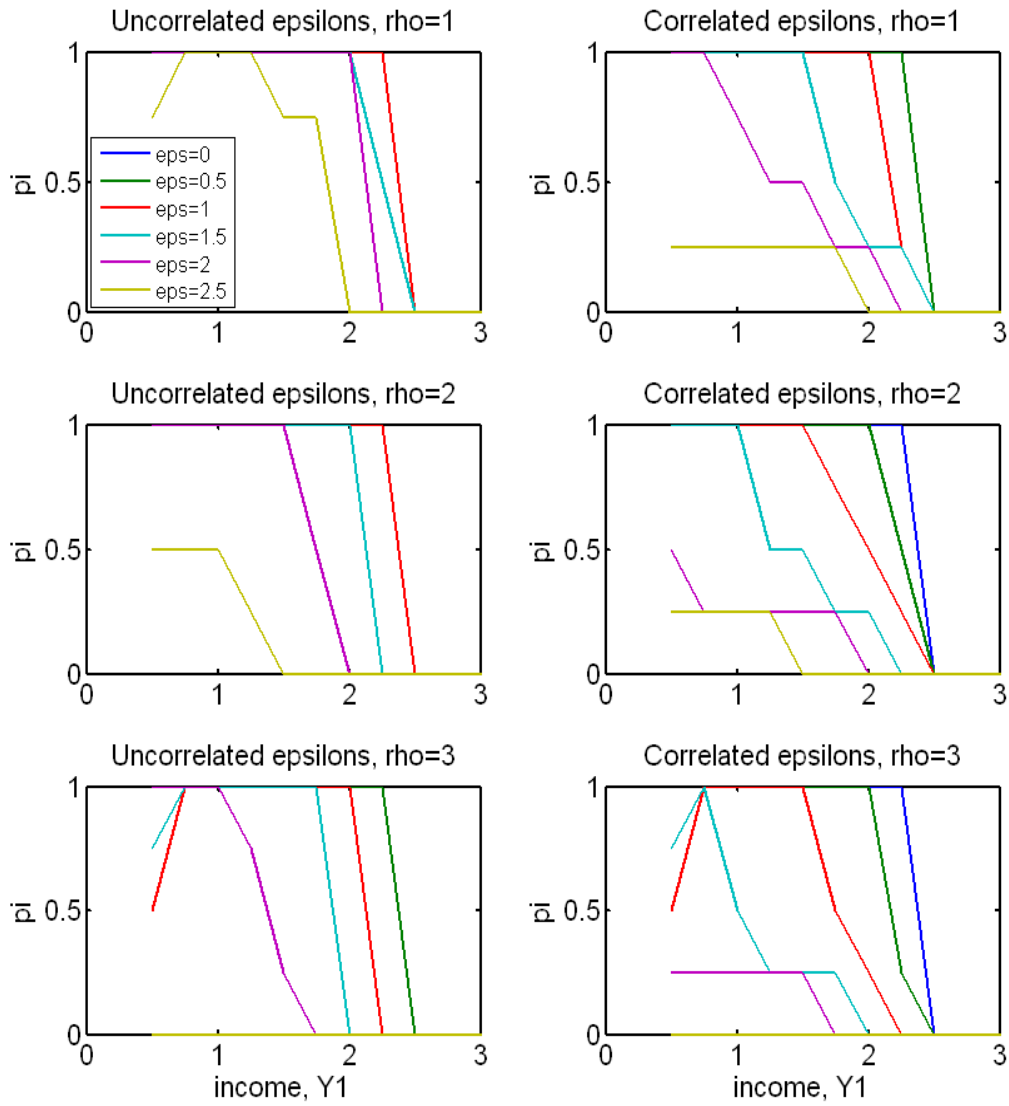 Uncorrelated epsilons, rho=1
1
pi
0.5
0
0
1
2
3
eps=0
eps=0.5
eps=1
eps=1.5
eps=2
eps=2.5
Correlated epsilons, rho=1
1
pi
0.5
0
0
1
2
3
Uncorrelated epsilons, rho=2
1
pi
0.5
0
0
1
2
3
Correlated epsilons, rho=2
1
pi
0.5
0
0
1
2
3
Uncorrelated epsilons, rho=3
1
pi
0.5
0
0
1
2
3
income, Y1
Correlated epsilons, rho=3
1
pi
0.5
0
0
1
2
3
income, Y1